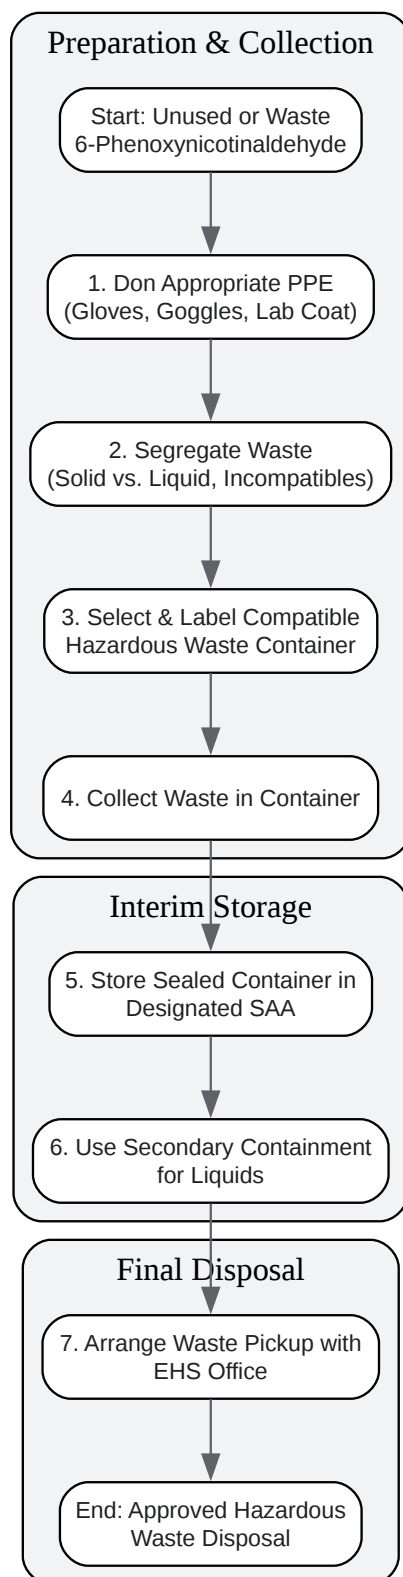 Preparation & Collection
Start: Unused or Waste
6-Phenoxynicotinaldehyde
1. Don Appropriate PPE
(Gloves, Goggles, Lab Coat)
2. Segregate Waste
(Solid vs. Liquid, Incompatibles)
3. Select & Label Compatible
Hazardous Waste Container
4. Collect Waste in Container
Interim Storage
5. Store Sealed Container in
Designated SAA
6. Use Secondary Containment
for Liquids
Final Disposal
7. Arrange Waste Pickup with
EHS Office
End: Approved Hazardous
Waste Disposal